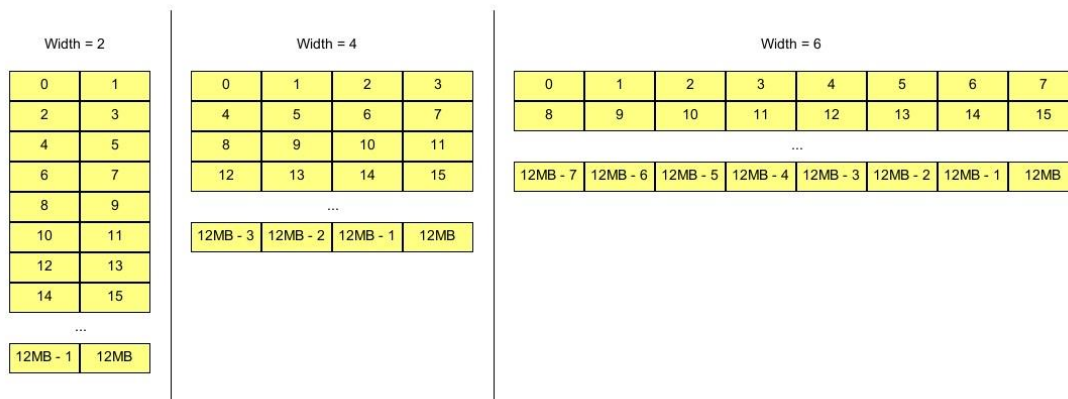 Width = 2
0 1
2 3
4 5
6 7
8 9
10 11
12 13
14 15
...
12MB - 1 12MB
Width = 4
0 1 2 3
4 5 6 7
8 9 10 11
12 13 14 15
...
12MB - 3 12MB - 2 12MB - 1 12MB
Width = 6
0 1 2 3 4 5 6 7
8 9 10 11 12 13 14 15
...
12MB - 7 12MB - 6 12MB - 5 12MB - 4 12MB - 3 12MB - 2 12MB - 1 12MB